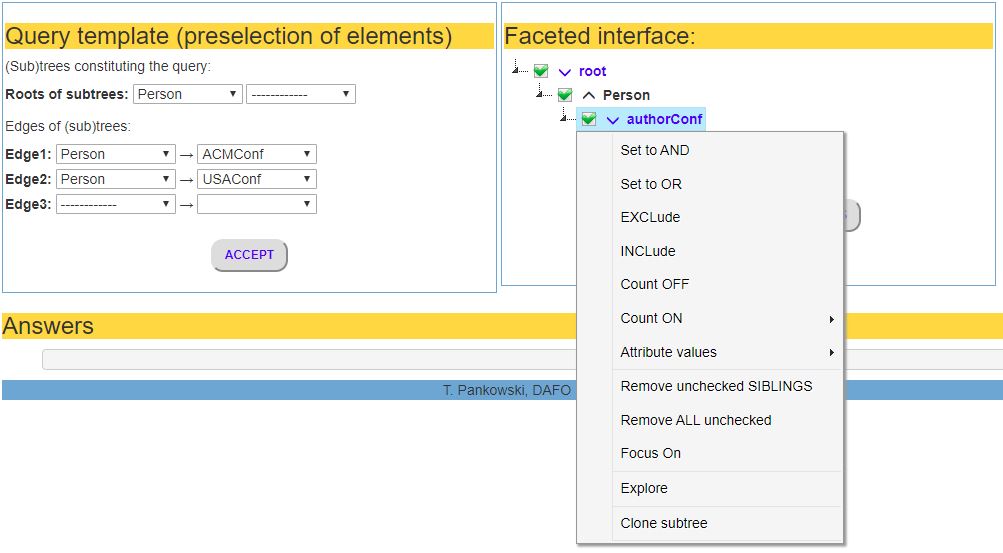 Query template (preselection of elements)
(Sub)trees constituting the query:
Roots of subtrees: Person ------------
Edges of (sub)trees:
Edge1: Person → ACMConf
Edge2: Person → USAConf
Edge3: ------------ →
ACCEPT
Faceted interface:
root
Person
authorConf
Set to AND
Set to OR
EXCLude
INCLude
Count OFF
Count ON
Attribute values
Remove unchecked SIBLINGS
Remove ALL unchecked
Focus On
Explore
Clone subtree
Answers
T. Pankowski, DAFO